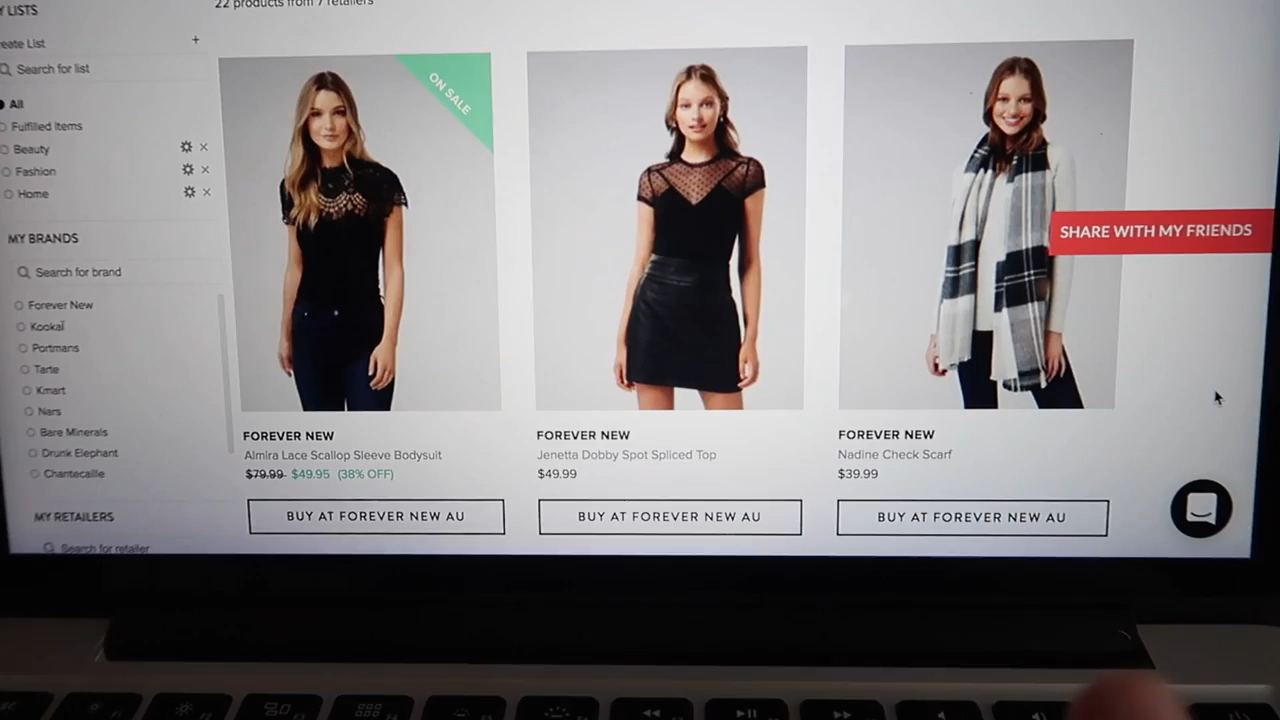 Y LISTS
22 products from 7 retailers
eate List +
Search for list
All
Fulfilled Items
Beauty
Fashion
Home
MY BRANDS
Search for brand
Forever New
Kookaï
Portmans
Tarte
Kmart
Nars
Bare Minerals
Drunk Elephant
Chantecaille
MY RETAILERS
Search for retailer
ON SALE
SHARE WITH MY FRIENDS
FOREVER NEW
Almira Lace Scallop Sleeve Bodysuit
$79.99 $49.95 (38% OFF)
BUY AT FOREVER NEW AU
FOREVER NEW
Jenetta Dobby Spot Spliced Top
$49.99
BUY AT FOREVER NEW AU
FOREVER NEW
Nadine Check Scarf
$39.99
BUY AT FOREVER NEW AU